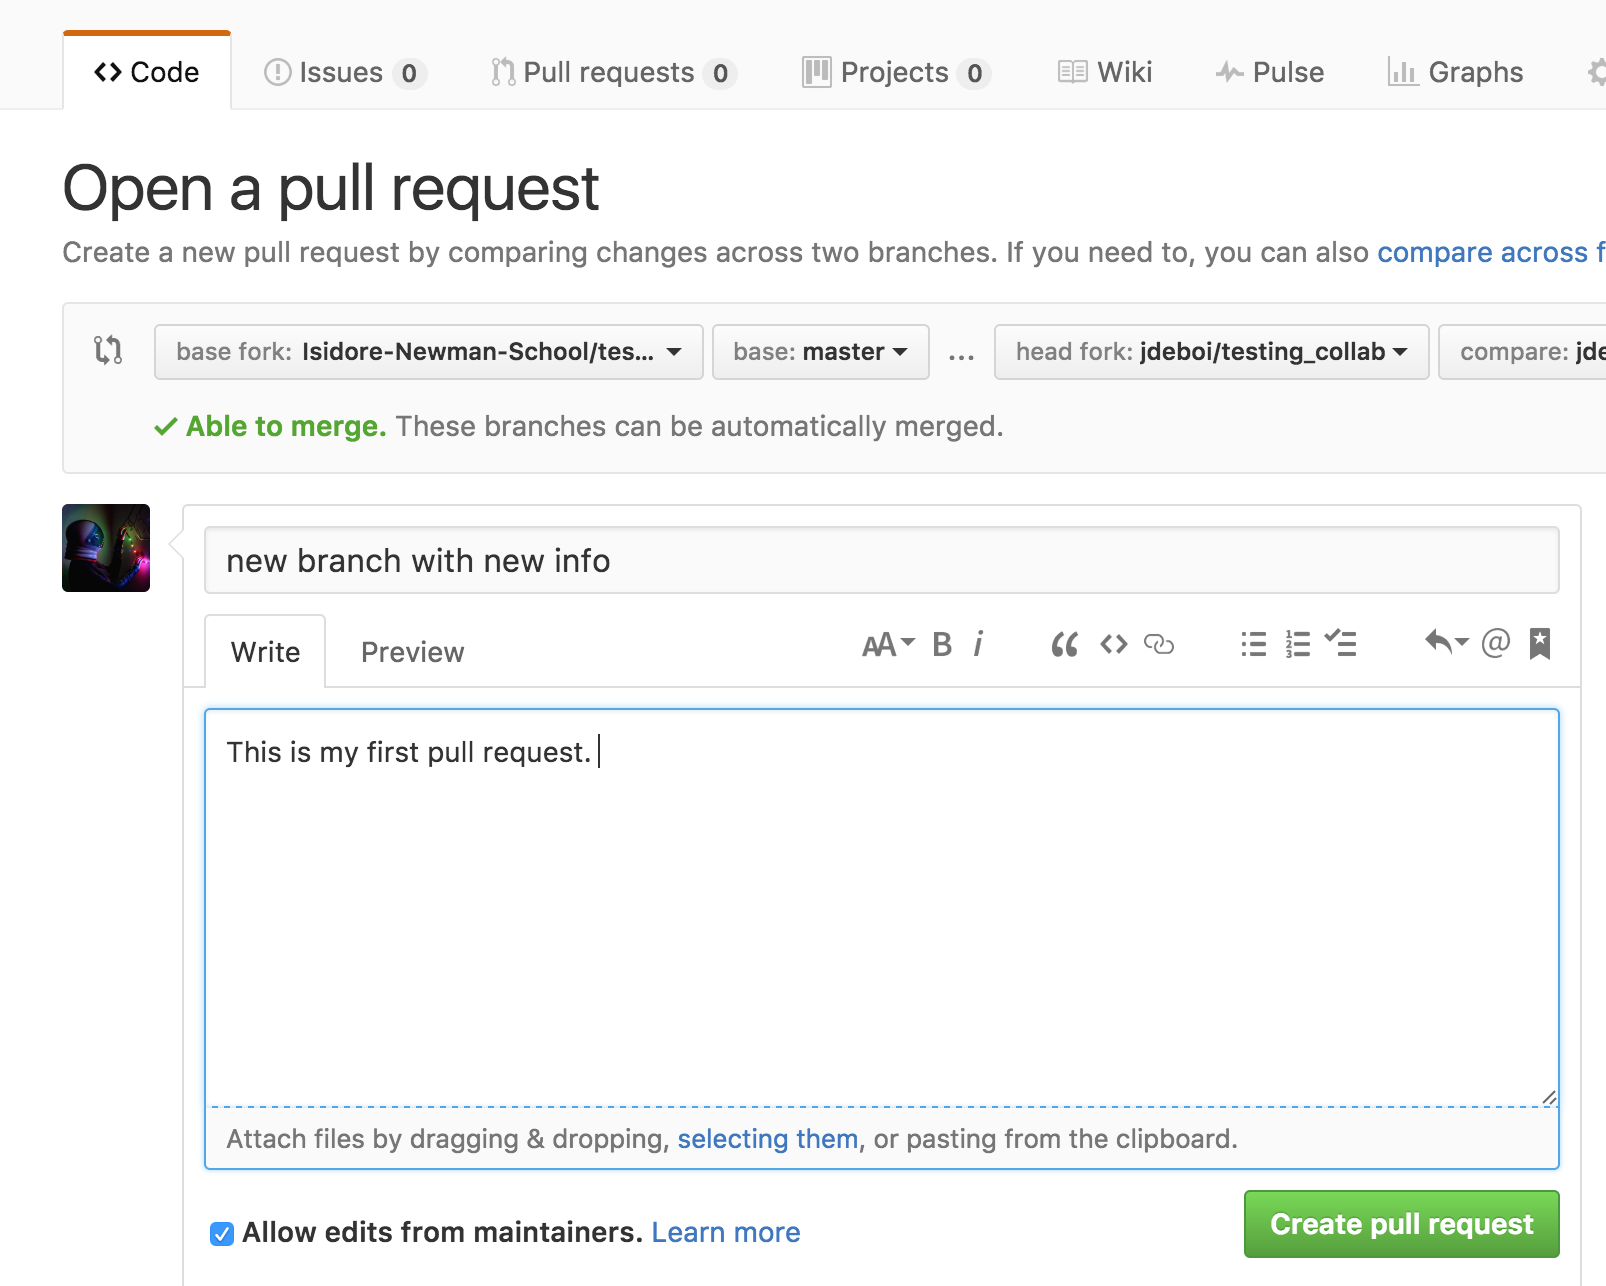 Code Issues 0 Pull requests 0 Projects 0 Wiki Pulse Graphs
Open a pull request
Create a new pull request by comparing changes across two branches. If you need to, you can also compare across f
base fork: Isidore-Newman-School/tes... base: master ... head fork: jdeboi/testing_collab compare: jde
Able to merge. These branches can be automatically merged.
new branch with new info
Write Preview AA B i “ <> @
This is my first pull request.
Attach files by dragging & dropping, selecting them, or pasting from the clipboard.
Allow edits from maintainers. Learn more
Create pull request